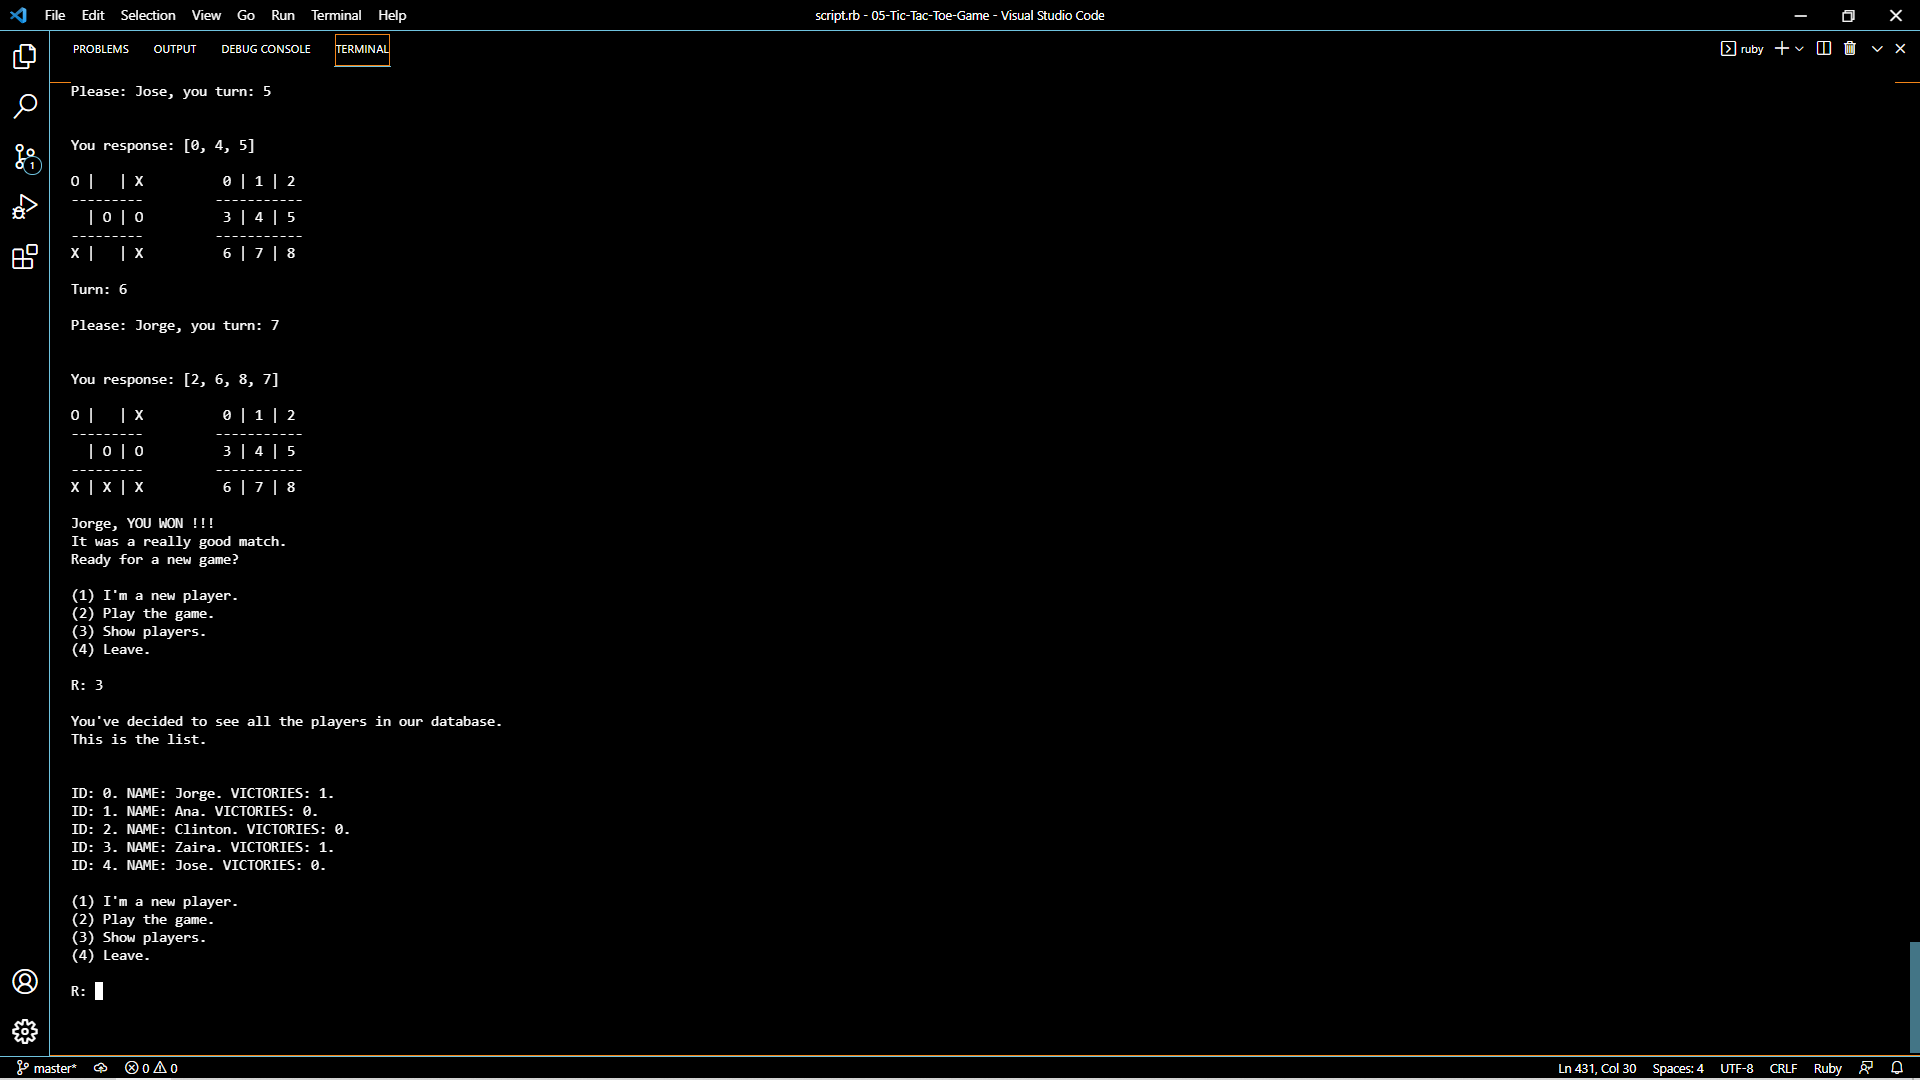 File Edit Selection View Go Run Terminal Help
script.rb - 05-Tic-Tac-Toe-Game - Visual Studio Code
PROBLEMS OUTPUT DEBUG CONSOLE TERMINAL
ruby
Please: Jose, you turn: 5
You response: [0, 4, 5]
O |   | X          0 | 1 | 2
---------         -----------
  | O | O          3 | 4 | 5
---------         -----------
X |   | X          6 | 7 | 8
Turn: 6
Please: Jorge, you turn: 7
You response: [2, 6, 8, 7]
O |   | X          0 | 1 | 2
---------         -----------
  | O | O          3 | 4 | 5
---------         -----------
X | X | X          6 | 7 | 8
Jorge, YOU WON !!!
It was a really good match.
Ready for a new game?
(1) I'm a new player.
(2) Play the game.
(3) Show players.
(4) Leave.
R: 3
You've decided to see all the players in our database.
This is the list.
ID: 0. NAME: Jorge. VICTORIES: 1.
ID: 1. NAME: Ana. VICTORIES: 0.
ID: 2. NAME: Clinton. VICTORIES: 0.
ID: 3. NAME: Zaira. VICTORIES: 1.
ID: 4. NAME: Jose. VICTORIES: 0.
(1) I'm a new player.
(2) Play the game.
(3) Show players.
(4) Leave.
R:
1
master* 0 0
Ln 431, Col 30 Spaces: 4 UTF-8 CRLF Ruby